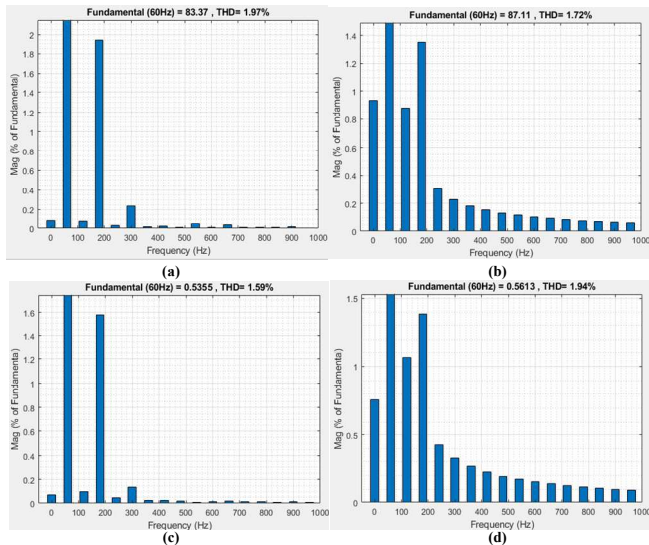 Fundamental (60Hz) = 83.37 , THD= 1.97%
Mag (% of Fundamental)
2
1.8
1.6
1.4
1.2
1
0.8
0.6
0.4
0.2
0
0 100 200 300 400 500 600 700 800 900 1000
Frequency (Hz)
(a)
Fundamental (60Hz) = 87.11 , THD= 1.72%
Mag (% of Fundamental)
1.4
1.2
1
0.8
0.6
0.4
0.2
0
0 100 200 300 400 500 600 700 800 900 1000
Frequency (Hz)
(b)
Fundamental (60Hz) = 0.5355 , THD= 1.59%
Mag (% of Fundamenta)
1.6
1.4
1.2
1
0.8
0.6
0.4
0.2
0
0 100 200 300 400 500 600 700 800 900 1000
Frequency (Hz)
(c)
Fundamental (60Hz) = 0.5613 , THD= 1.94%
Mag (% of Fundamenta)
1.5
1
0.5
0
0 100 200 300 400 500 600 700 800 900 1000
Frequency (Hz)
(d)